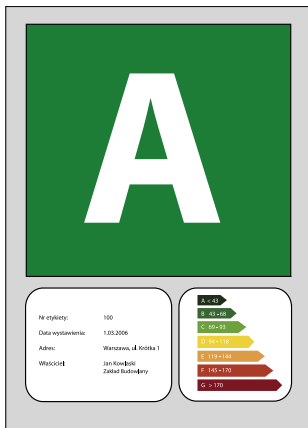 A
Nr etykiety: 100
Data wystawienia: 1.03.2006
Adres: Warszawa, ul. Krótka 1
Właściciel: Jan Kowlaski
Zakład Budowlany
A < 43
B 43 - 68
C 69 - 93
D 94 - 118
E 119 - 144
F 145 - 170
G > 170